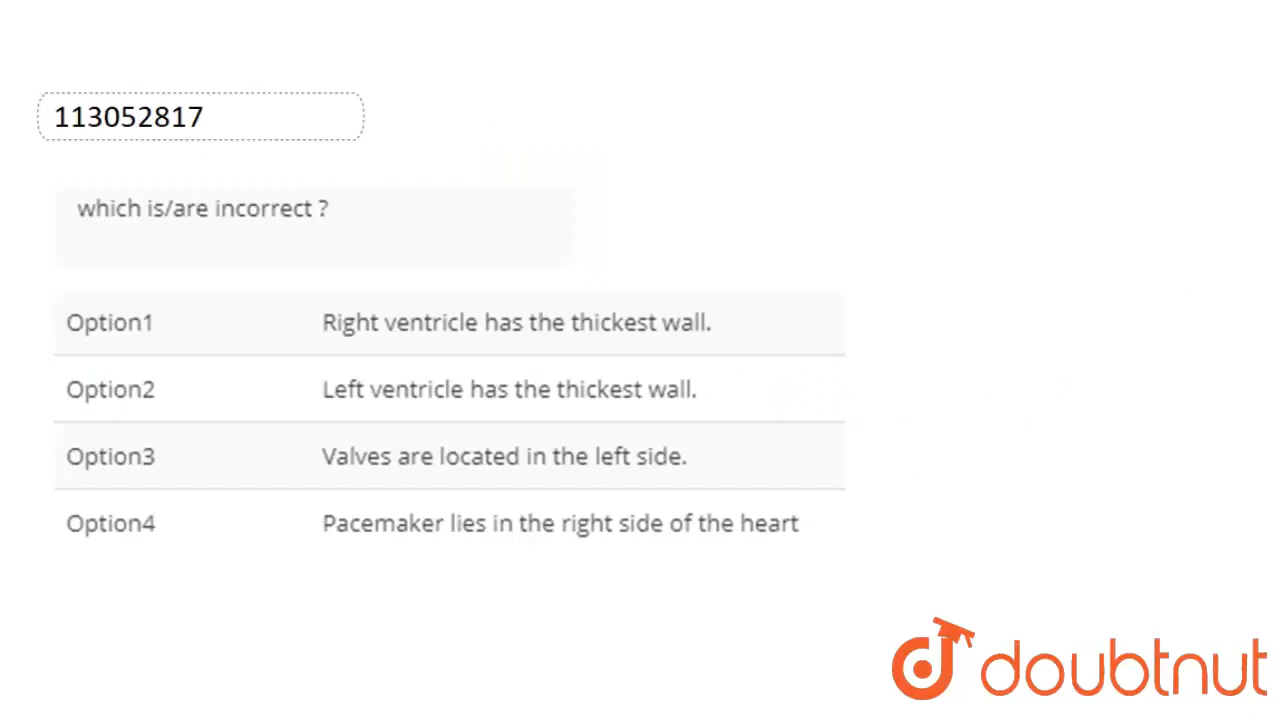 113052817
which is/are incorrect ?
Option1 Right ventricle has the thickest wall.
Option2 Left ventricle has the thickest wall.
Option3 Valves are located in the left side.
Option4 Pacemaker lies in the right side of the heart
doubtnut